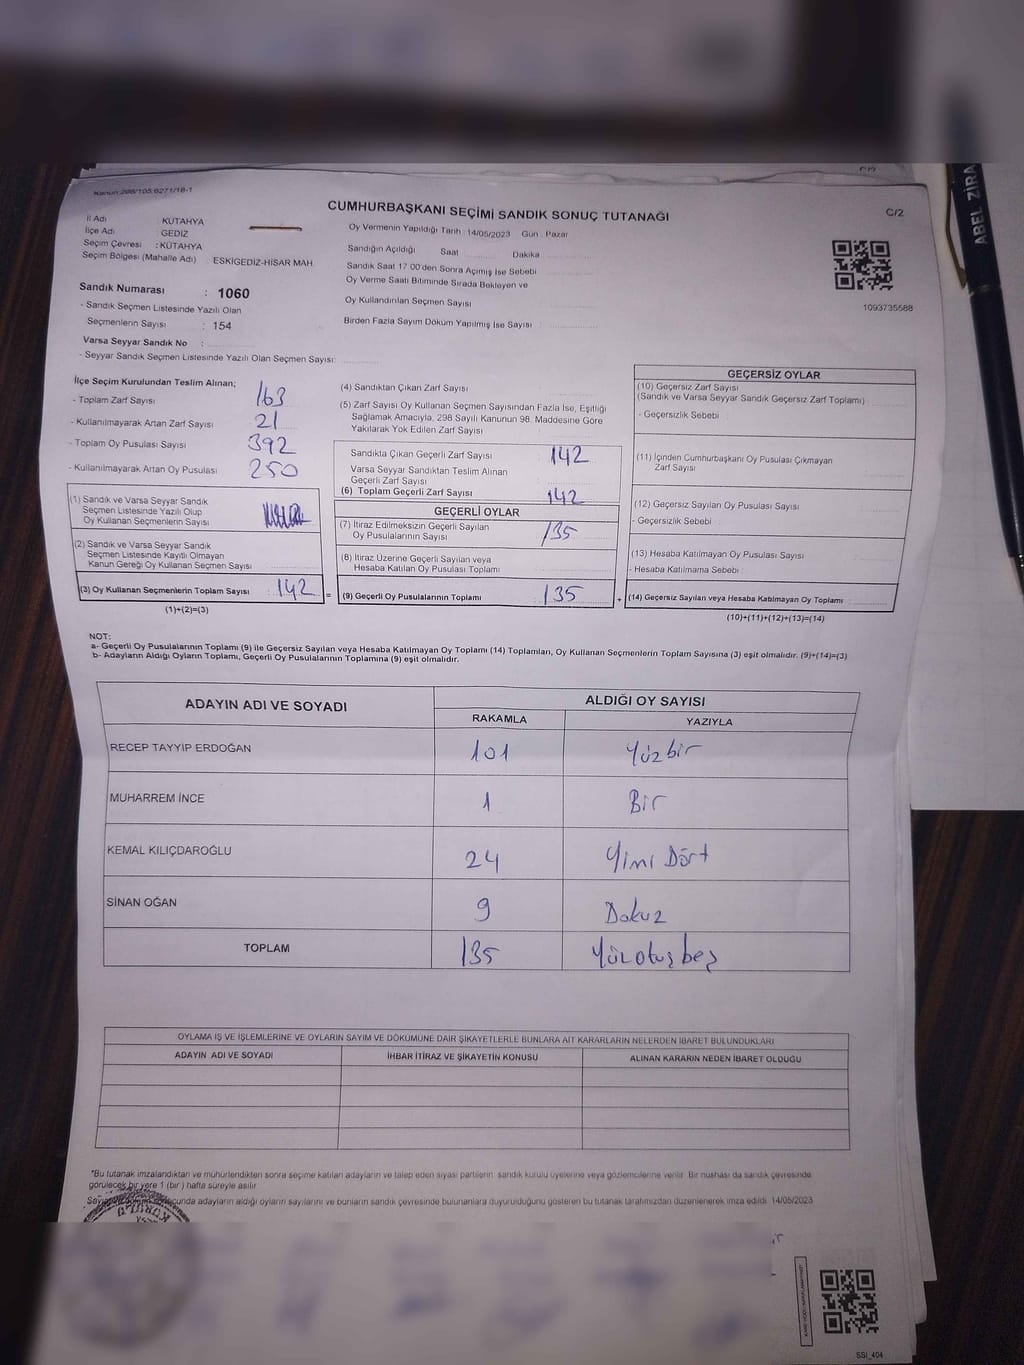 Kanun:298/105;6271/18-1
CUMHURBAŞKANI SEÇİMİ SANDIK SONUÇ TUTANAĞI
C/2
İl Adı : KÜTAHYA
İlçe Adı : GEDİZ
Seçim Çevresi : KÜTAHYA
Seçim Bölgesi (Mahalle Adı) : ESKİGEDİZ-HİSAR MAH.
Sandık Numarası : 1060
- Sandık Seçmen Listesinde Yazılı Olan
Seçmenlerin Sayısı : 154
Varsa Seyyar Sandık No :
- Seyyar Sandık Seçmen Listesinde Yazılı Olan Seçmen Sayısı:
Oy Vermenin Yapıldığı Tarih :14/05/2023 Gün : Pazar
Sandığın Açıldığı Saat Dakika
Sandık Saat 17:00'den Sonra Açımış İse Sebebi
Oy Verme Saati Bitiminde Sırada Bekleyen ve
Oy Kullandırılan Seçmen Sayısı
Birden Fazla Sayım Döküm Yapılmış İse Sayısı :
1093735588
İlçe Seçim Kurulundan Teslim Alınan;
- Toplam Zarf Sayısı 163
- Kullanılmayarak Artan Zarf Sayısı 21
- Toplam Oy Pusulası Sayısı 392
- Kullanılmayarak Artan Oy Pusulası 250
(1) Sandık ve Varsa Seyyar Sandık
Seçmen Listesinde Yazılı Olup
Oy Kullanan Seçmenlerin Sayısı
(2) Sandık ve Varsa Seyyar Sandık
Seçmen Listesinde Kayıtlı Olmayan
Kanun Gereği Oy Kullanan Seçmen Sayısı
(3) Oy Kullanan Seçmenlerin Toplam Sayısı : 142
(1)+(2)=(3)
(4) Sandıktan Çıkan Zarf Sayısı
(5) Zarf Sayısı Oy Kullanan Seçmen Sayısından Fazla İse, Eşitliği
Sağlamak Amacıyla, 298 Sayılı Kanunun 98. Maddesine Göre
Yakılarak Yok Edilen Zarf Sayısı
Sandıkta Çıkan Geçerli Zarf Sayısı 142
Varsa Seyyar Sandıktan Teslim Alınan
Geçerli Zarf Sayısı
(6) Toplam Geçerli Zarf Sayısı 142
GEÇERLİ OYLAR
(7) İtiraz Edilmeksizin Geçerli Sayılan
Oy Pusulalarının Sayısı 135
(8) İtiraz Üzerine Geçerli Sayılan veya
Hesaba Katılan Oy Pusulası Toplamı
= (9) Geçerli Oy Pusulalarının Toplamı 135
GEÇERSİZ OYLAR
(10) Geçersiz Zarf Sayısı
(Sandık ve Varsa Seyyar Sandık Geçersiz Zarf Toplamı)
- Geçersizlik Sebebi :
(11) İçinden Cumhurbaşkanı Oy Pusulası Çıkmayan
Zarf Sayısı
(12) Geçersiz Sayılan Oy Pusulası Sayısı
- Geçersizlik Sebebi :
(13) Hesaba Katılmayan Oy Pusulası Sayısı
- Hesaba Katılmama Sebebi :
+ (14) Geçersiz Sayılan veya Hesaba Katılmayan Oy Toplamı
(10)+(11)+(12)+(13)=(14)
NOT:
a- Geçerli Oy Pusulalarının Toplamı (9) ile Geçersiz Sayılan veya Hesaba Katılmayan Oy Toplamı (14) Toplamları, Oy Kullanan Seçmenlerin Toplam Sayısına (3) eşit olmalıdır. (9)+(14)=(3)
b- Adayların Aldığı Oyların Toplamı, Geçerli Oy Pusulalarının Toplamına (9) eşit olmalıdır.
ADAYIN ADI VE SOYADI ALDIĞI OY SAYISI
RAKAMLA YAZIYLA
RECEP TAYYİP ERDOĞAN 101 Yüzbir
MUHARREM İNCE 1 Bir
KEMAL KILIÇDAROĞLU 24 Yimi Dört
SİNAN OĞAN 9 Dokuz
TOPLAM 135 Yüzotuzbeş
OYLAMA İŞ VE İŞLEMLERİNE VE OYLARIN SAYIM VE DÖKÜMÜNE DAİR ŞİKAYETLERLE BUNLARA AİT KARARLARIN NELERDEN İBARET BULUNDUKLARI
ADAYIN ADI VE SOYADI İHBAR İTİRAZ VE ŞİKAYETİN KONUSU ALINAN KARARIN NEDEN İBARET OLDUĞU
*Bu tutanak imzalandıktan ve mühürlendikten sonra seçime katılan adayların ve talep eden siyasi partilerin sandık kurulu üyelerine veya gözlemcilerine verilir. Bir nüshası da sandık çevresinde
görülecek bir yere 1 (bir) hafta süreyle asılır.
adayların aldığı oyların sayılarını ve bunların sandık çevresinde bulunanlara duyurulduğunu gösteren bu tutanak tarafımızdan düzenlenerek imza edildi. 14/05/2023
KURULU
SSI_404
ABEL ZİRA